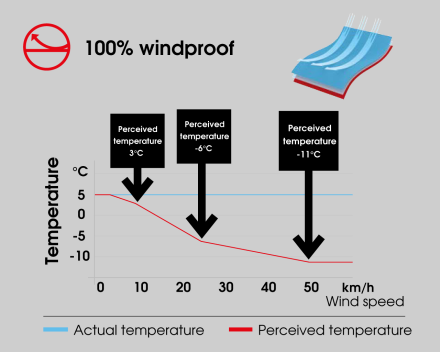 100% windproof
Perceived
temperature
3°C
Perceived
temperature
-6°C
Perceived
temperature
-11°C
Temperature
°C
5
0
-5
-10
0 10 20 30 40 50 km/h
Wind speed
Actual temperature Perceived temperature